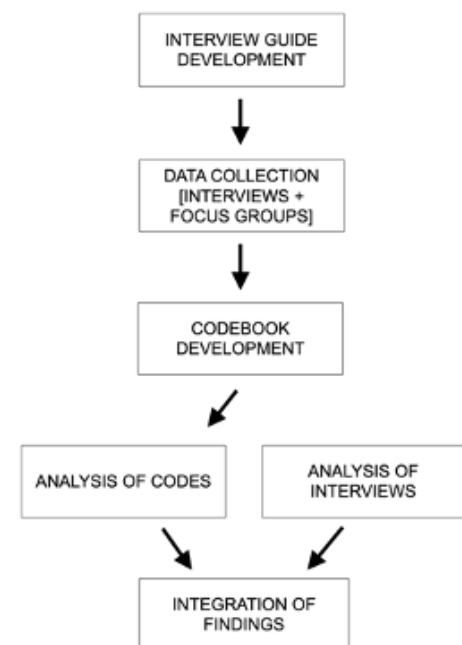 INTERVIEW GUIDE
DEVELOPMENT
DATA COLLECTION
[INTERVIEWS +
FOCUS GROUPS]
CODEBOOK
DEVELOPMENT
ANALYSIS OF CODES
ANALYSIS OF
INTERVIEWS
INTEGRATION OF
FINDINGS